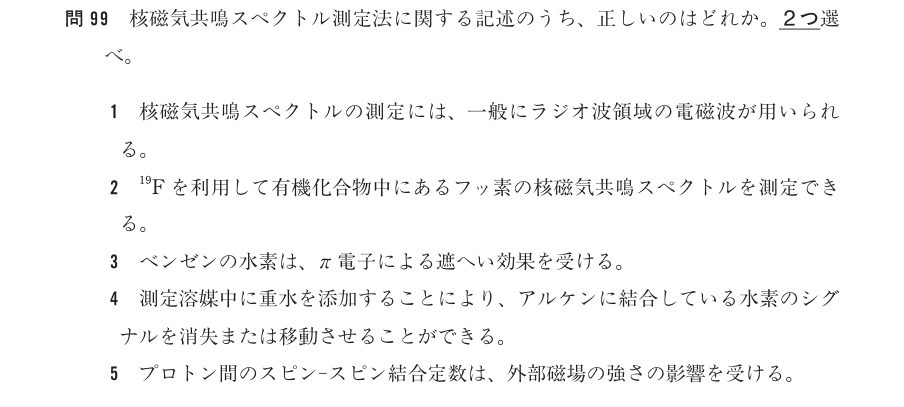 問99 核磁気共鳴スペクトル測定法に関する記述のうち、正しいのはどれか。2つ選
べ。
1 核磁気共鳴スペクトルの測定には、一般にラジオ波領域の電磁波が用いられ
る。
2 ¹⁹Fを利用して有機化合物中にあるフッ素の核磁気共鳴スペクトルを測定でき
る。
3 ベンゼンの水素は、π電子による遮へい効果を受ける。
4 測定溶媒中に重水を添加することにより、アルケンに結合している水素のシグ
ナルを消失または移動させることができる。
5 プロトン間のスピン-スピン結合定数は、外部磁場の強さの影響を受ける。